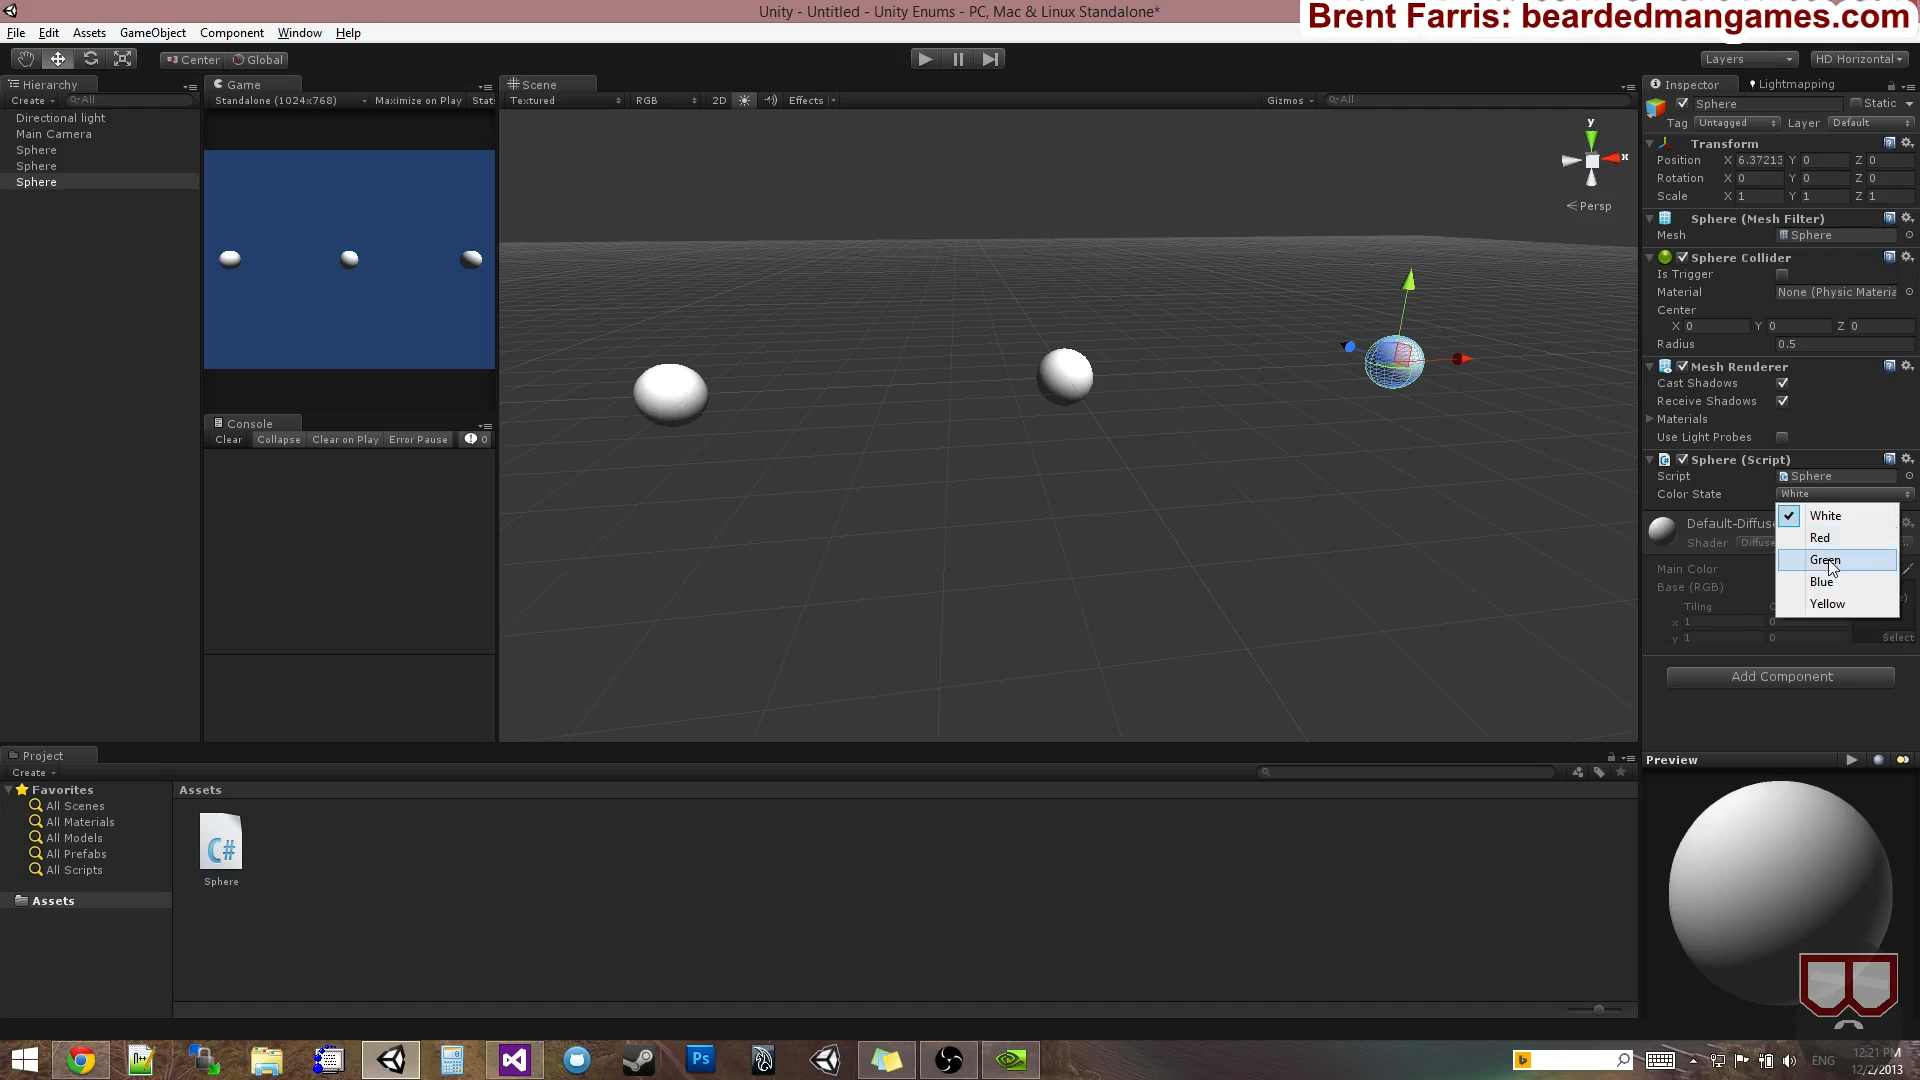 Unity - Untitled - Unity Enums - PC, Mac & Linux Standalone*
Brent Farris: beardedmangames.com
File Edit Assets GameObject Component Window Help
Center Global
Layers
HD Horizontal
Hierarchy
Create All
Directional light
Main Camera
Sphere
Sphere
Sphere
Game
Standalone (1024x768) Maximize on Play Stat
Console
Clear Collapse Clear on Play Error Pause 0
Scene
Textured RGB 2D Effects Gizmos All
y
x
Persp
Inspector Lightmapping
Sphere Static
Tag Untagged Layer Default
Transform
Position X 6.37213 Y 0 Z 0
Rotation X 0 Y 0 Z 0
Scale X 1 Y 1 Z 1
Sphere (Mesh Filter)
Mesh Sphere
Sphere Collider
Is Trigger
Material None (Physic Materia
Center
X 0 Y 0 Z 0
Radius 0.5
Mesh Renderer
Cast Shadows
Receive Shadows
Materials
Use Light Probes
Sphere (Script)
Script Sphere
Color State White
White
Red
Green
Blue
Yellow
Default-Diffuse
Shader Diffuse
Main Color
Base (RGB)
Tiling
x 1 0
y 1 0
Select
Add Component
Preview
Project
Create
Favorites
All Scenes
All Materials
All Models
All Prefabs
All Scripts
Assets
Assets
C#
Sphere
Ps
ENG
12:21 PM
12/2/2013